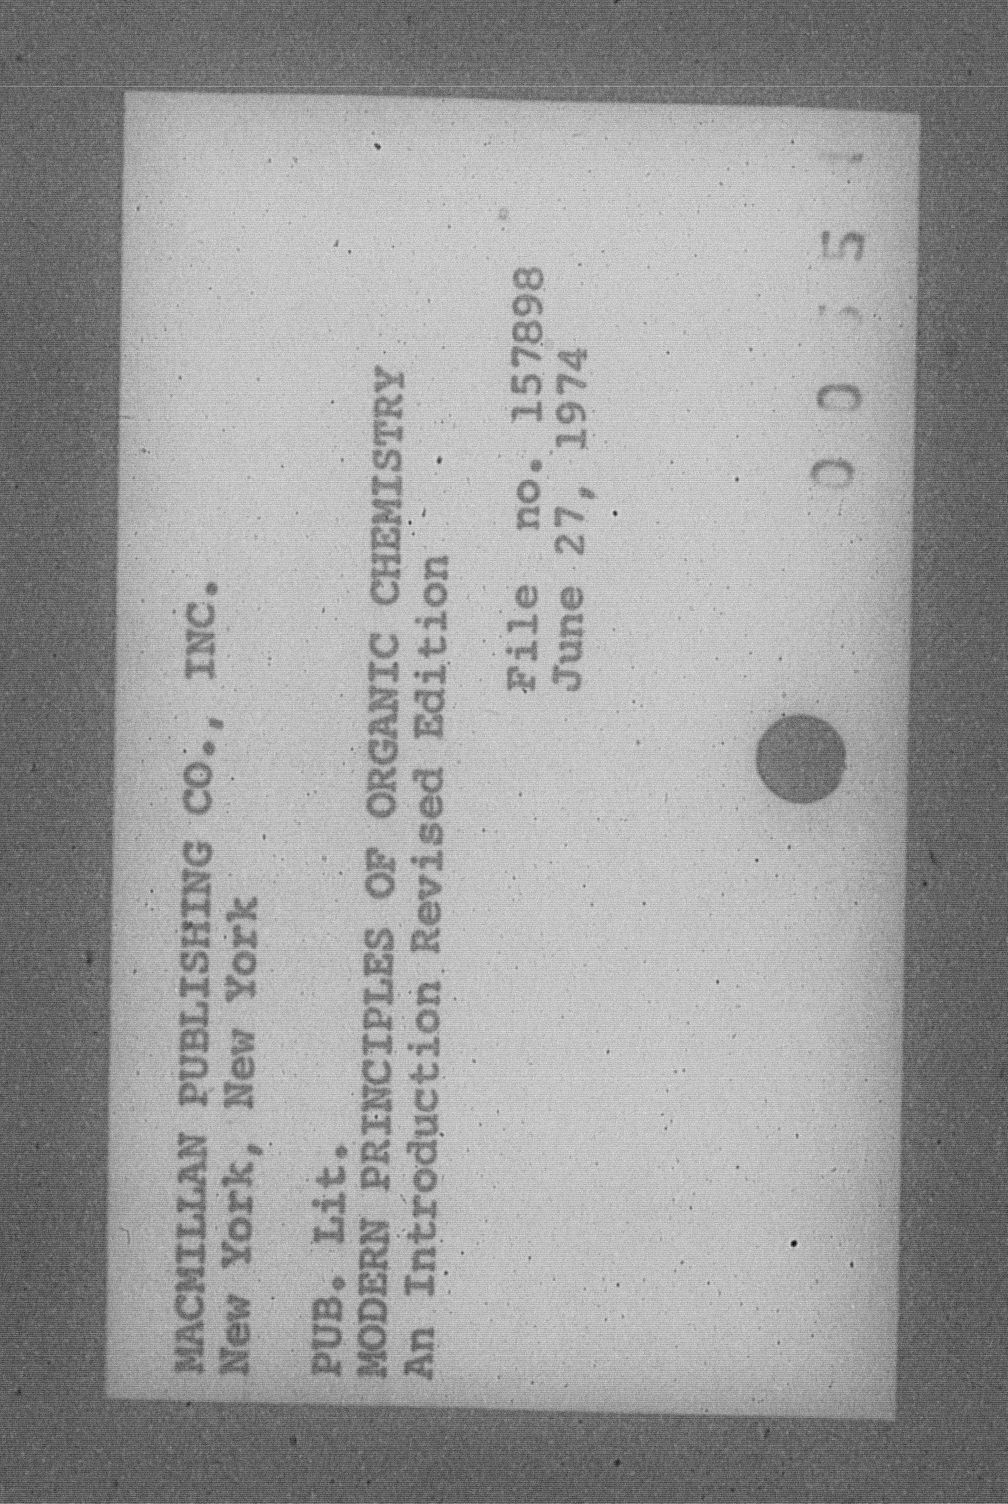 MACMILLAN PUBLISHING CO., INC.
New York, New York
PUB. Lit.
MODERN PRINCIPLES OF ORGANIC CHEMISTRY
An Introduction Revised Edition
File no. 157898
June 27, 1974